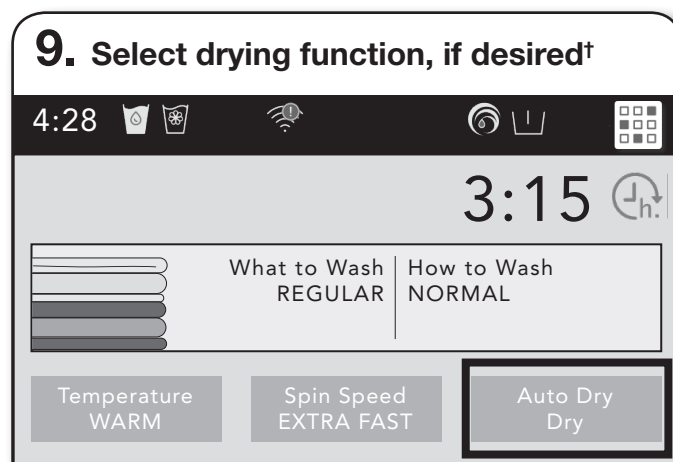 9. Select drying function, if desired†
4:28
3:15 h.
What to Wash How to Wash
REGULAR NORMAL
Temperature Spin Speed Auto Dry
WARM EXTRA FAST Dry